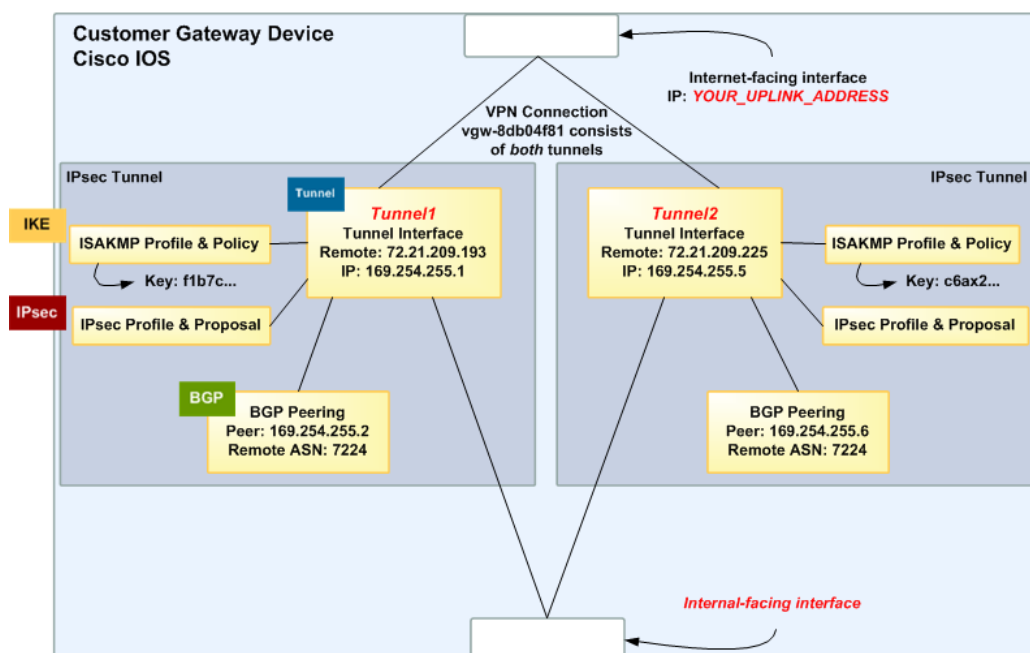 Customer Gateway Device
Cisco IOS
Internet-facing interface
IP: YOUR_UPLINK_ADDRESS
VPN Connection
vgw-8db04f81 consists
of both tunnels
IPsec Tunnel
Tunnel
IKE
ISAKMP Profile & Policy
Key: f1b7c...
IPsec
IPsec Profile & Proposal
Tunnel1
Tunnel Interface
Remote: 72.21.209.193
IP: 169.254.255.1
BGP
BGP Peering
Peer: 169.254.255.2
Remote ASN: 7224
IPsec Tunnel
Tunnel2
Tunnel Interface
Remote: 72.21.209.225
IP: 169.254.255.5
ISAKMP Profile & Policy
Key: c6ax2...
IPsec Profile & Proposal
BGP Peering
Peer: 169.254.255.6
Remote ASN: 7224
Internal-facing interface